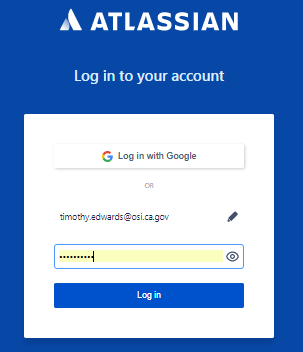 ATLASSIAN
Log in to your account
Log in with Google
OR
timothy.edwards@osi.ca.gov
••••••••••
Log in